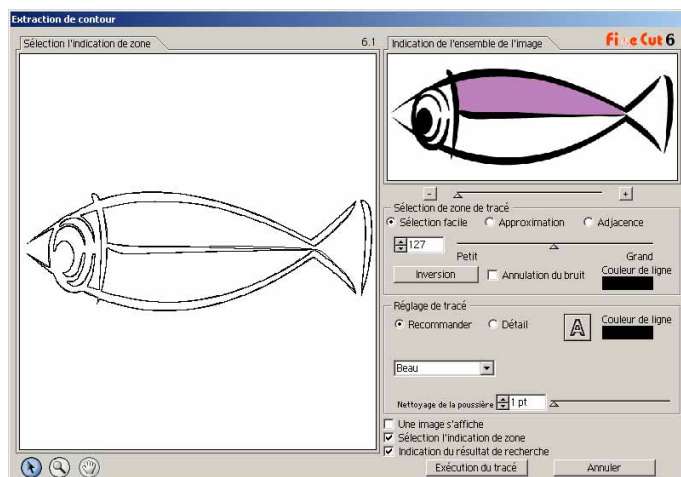 Extraction de contour
Sélection l'indication de zone 6.1
Indication de l'ensemble de l'image
Fine Cut 6
- +
Sélection de zone de tracé
Sélection facile Approximation Adjacence
127
Petit Grand
Inversion Annulation du bruit Couleur de ligne
Réglage de tracé
Recommander Détail A Couleur de ligne
Beau
Nettoyage de la poussière 1 pt
Une image s'affiche
Sélection l'indication de zone
Indication du résultat de recherche
Exécution du tracé Annuler